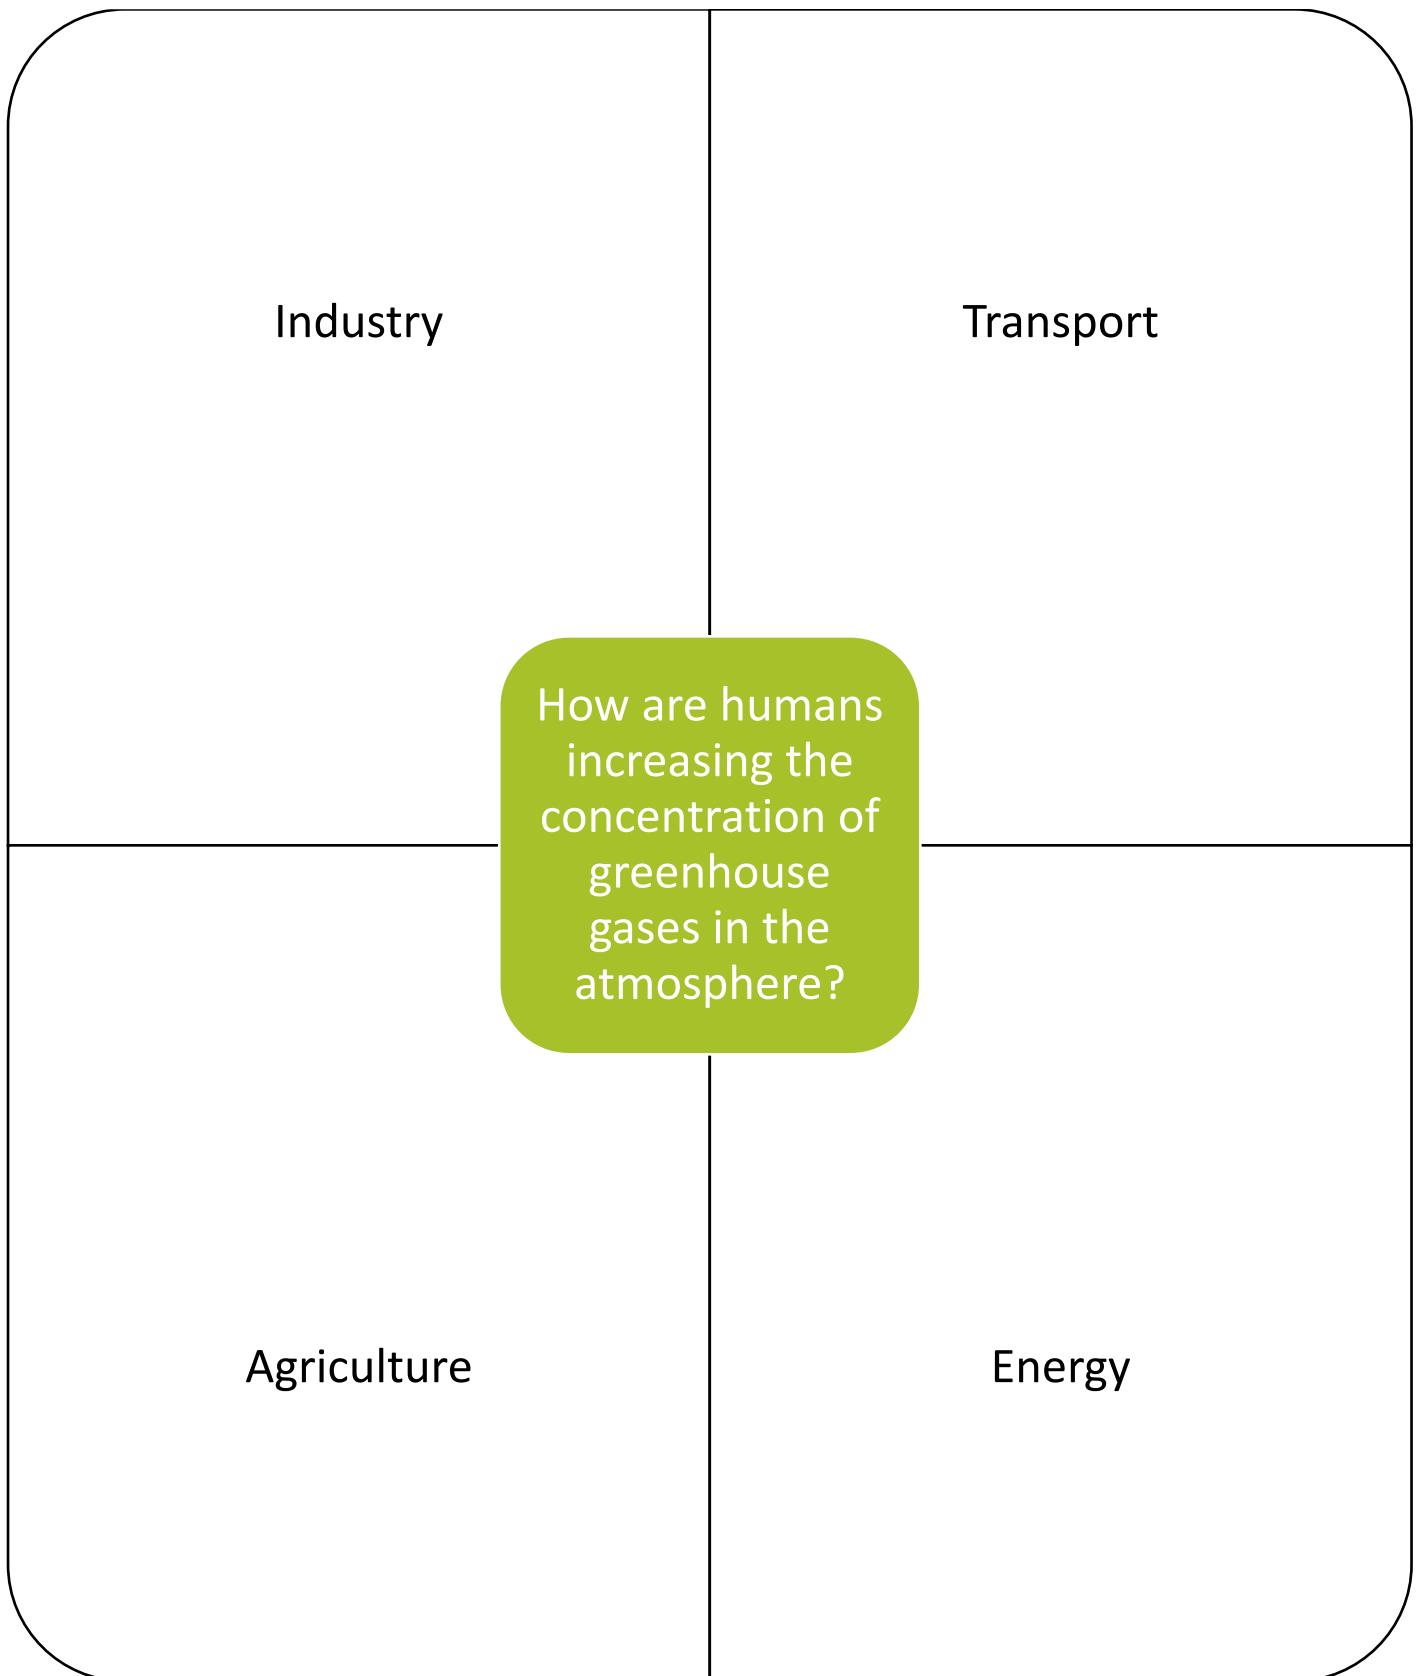 Industry
Transport
How are humans
increasing the
concentration of
greenhouse
gases in the
atmosphere?
Agriculture
Energy